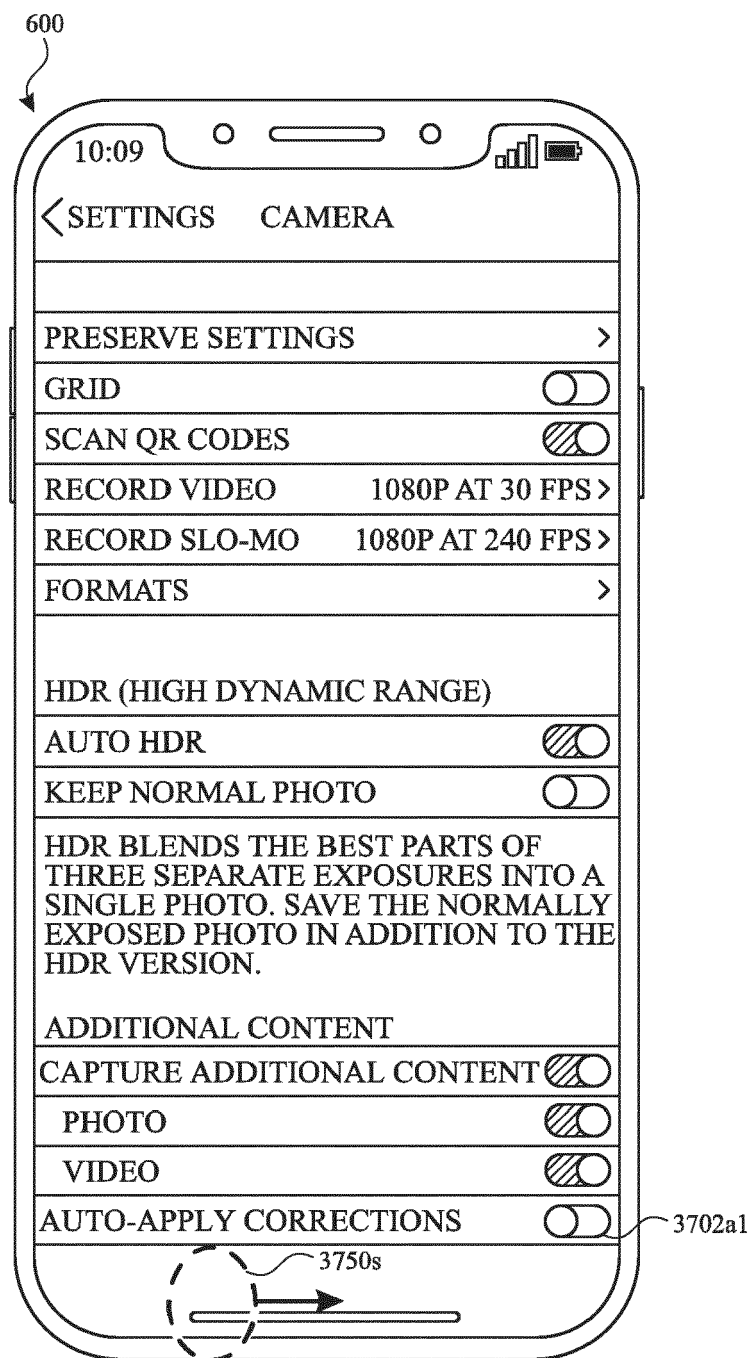 600
10:09
SETTINGS CAMERA
PRESERVE SETTINGS >
GRID
SCAN QR CODES
RECORD VIDEO 1080P AT 30 FPS >
RECORD SLO-MO 1080P AT 240 FPS >
FORMATS >
HDR (HIGH DYNAMIC RANGE)
AUTO HDR
KEEP NORMAL PHOTO
HDR BLENDS THE BEST PARTS OF
THREE SEPARATE EXPOSURES INTO A
SINGLE PHOTO. SAVE THE NORMALLY
EXPOSED PHOTO IN ADDITION TO THE
HDR VERSION.
ADDITIONAL CONTENT
CAPTURE ADDITIONAL CONTENT
PHOTO
VIDEO
AUTO-APPLY CORRECTIONS 3702a1
3750s